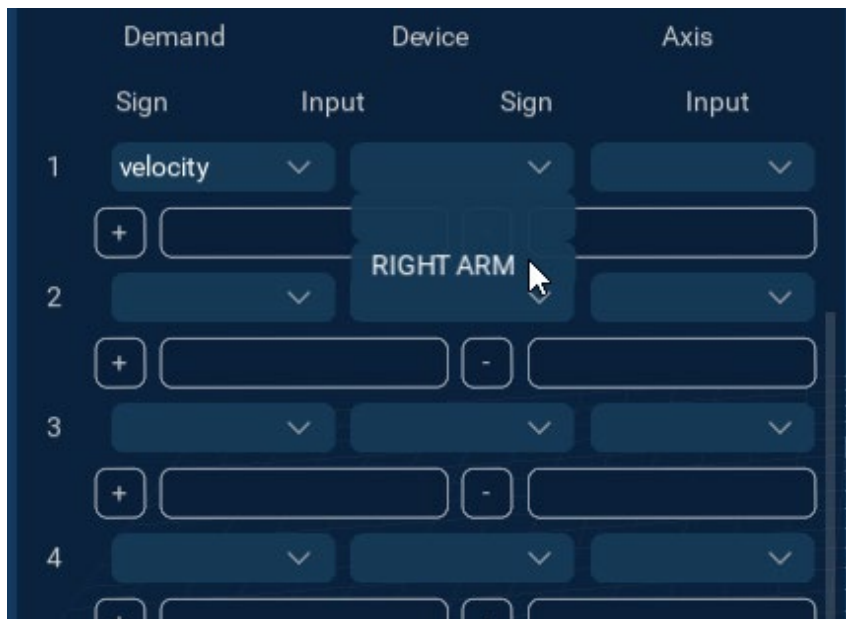 Demand Device Axis
Sign Input Sign Input
1 velocity
+
RIGHT ARM
2
+ -
3
+ -
4